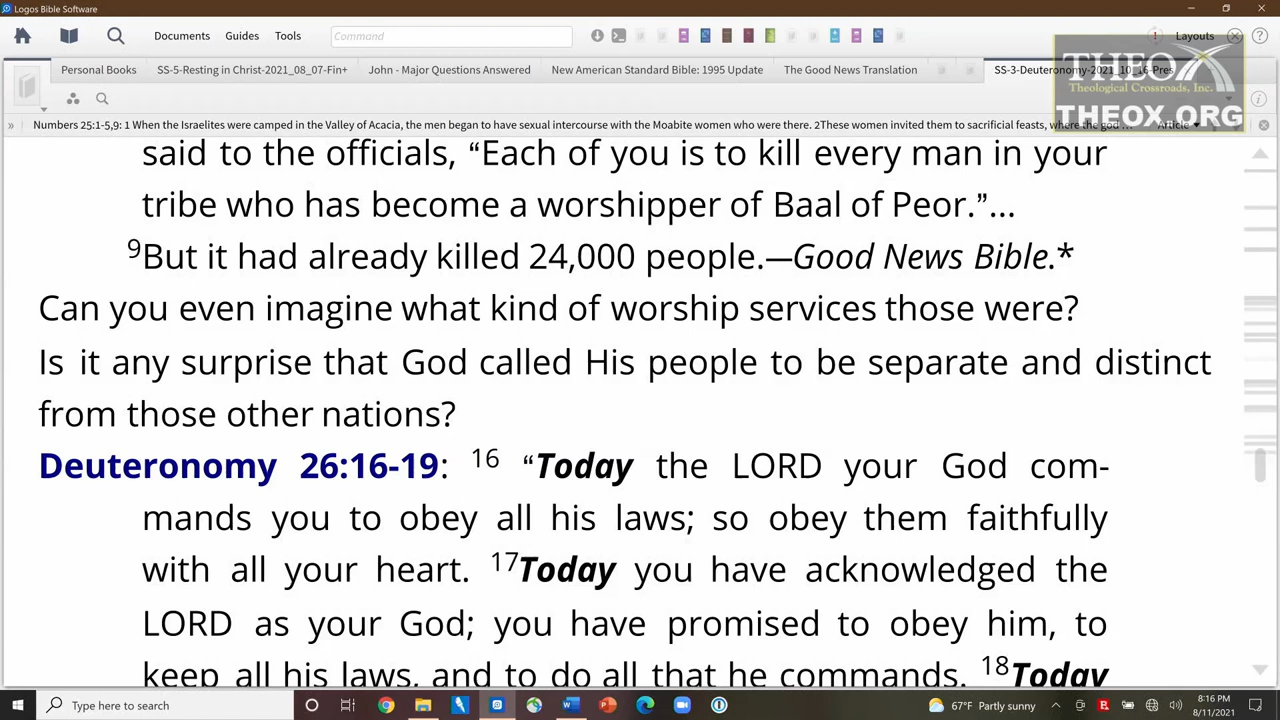 Logos Bible Software
Documents Guides Tools Command Layouts
Personal Books SS-5-Resting in Christ-2021_08_07-Fin+ s Answered New American Standard Bible: 1995 Update The Good News Translation SS-3-Deuteronomy-2021_10_16-Pres
THEOX
Theological Crossroads, Inc.
THEOX.ORG
» Numbers 25:1-5,9: 1 When the Israelites were camped in the Valley of Acacia, the men began to have sexual intercourse with the Moabite women who were there. 2These women invited them to sacrificial feasts, where the god ... Article
said to the officials, “Each of you is to kill every man in your
tribe who has become a worshipper of Baal of Peor.”...
9But it had already killed 24,000 people.—Good News Bible.*
Can you even imagine what kind of worship services those were?
Is it any surprise that God called His people to be separate and distinct
from those other nations?
Deuteronomy 26:16-19: 16 “Today the LORD your God com-
mands you to obey all his laws; so obey them faithfully
with all your heart. 17Today you have acknowledged the
LORD as your God; you have promised to obey him, to
keep all his laws, and to do all that he commands. 18Today
Type here to search 67°F Partly sunny 8:16 PM
8/11/2021